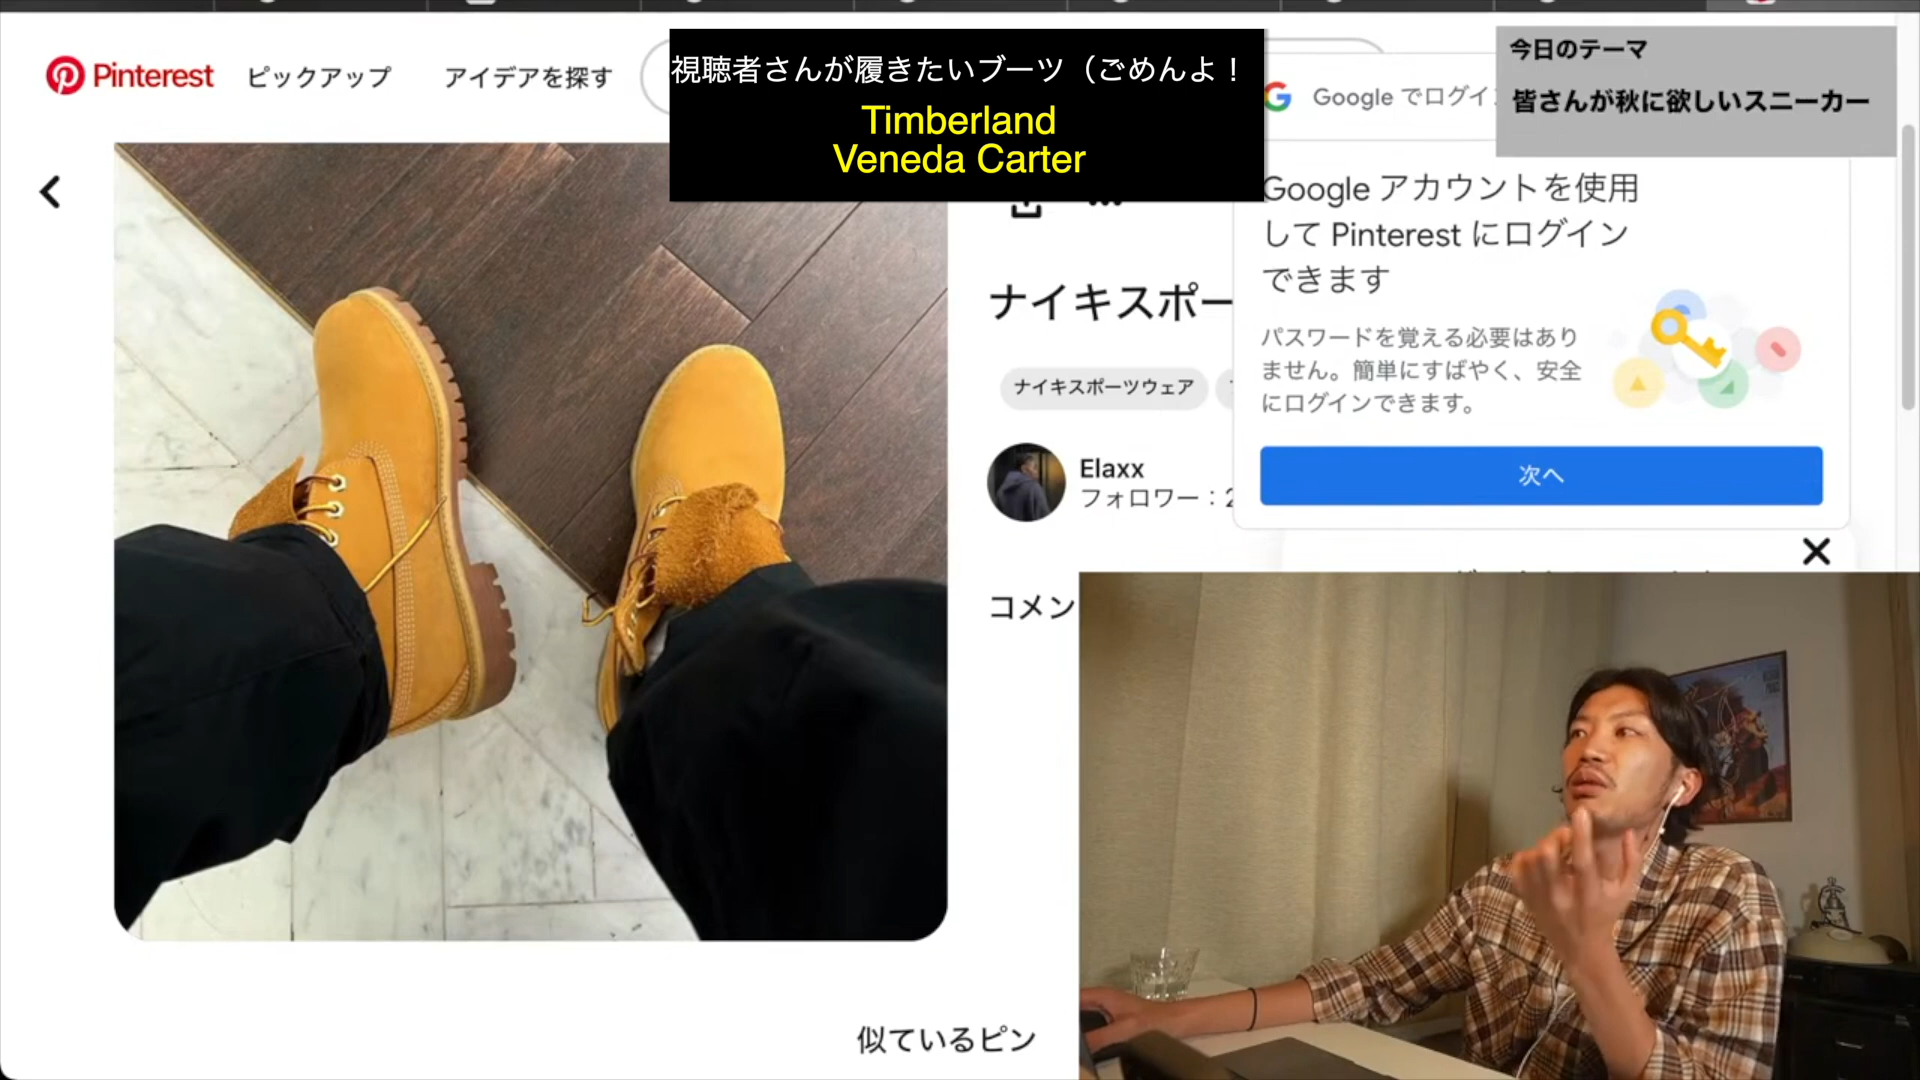 Pinterest
ピックアップ
アイデアを探す
視聴者さんが履きたいブーツ（ごめんよ！
Timberland
Veneda Carter
Google でログイ
今日のテーマ
皆さんが秋に欲しいスニーカー
Google アカウントを使用
して Pinterest にログイン
できます
パスワードを覚える必要はあり
ません。簡単にすばやく、安全
にログインできます。
次へ
ナイキスポー
ナイキスポーツウェア
Elaxx
フォロワー：2
コメン
似ているピン